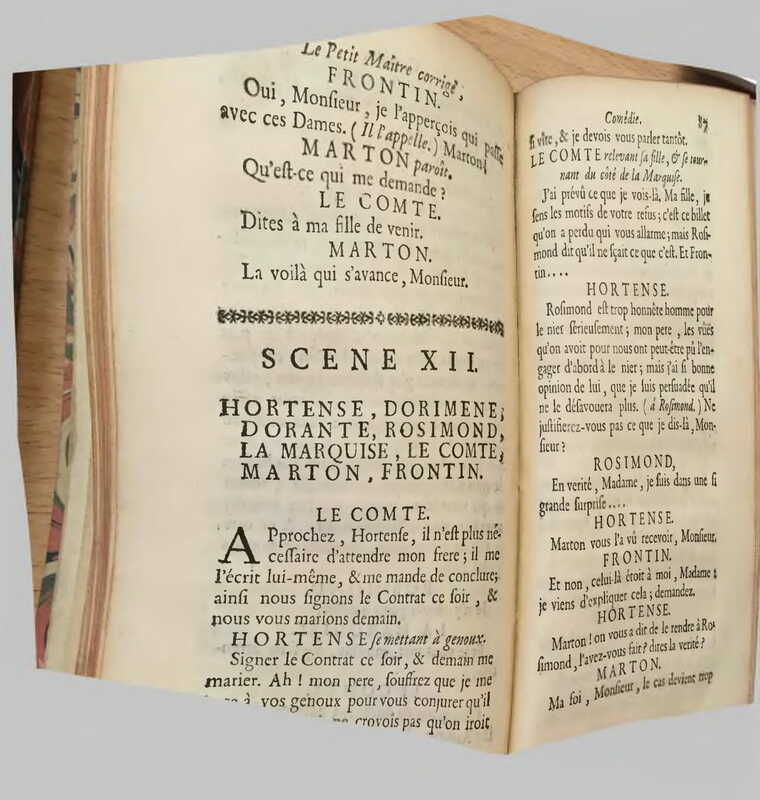 Le Petit Maître corrigé,
FRONTIN.
Oui, Monsieur, je l'apperçois qui passe
avec ces Dames. (Il l'appelle.) Marton!
MARTON paroît.
Qu'est-ce qui me demande?
LE COMTE.
Dites à ma fille de venir.
MARTON.
La voilà qui s'avance, Monsieur.
SCENE XII.
HORTENSE, DORIMENE,
DORANTE, ROSIMOND,
LA MARQUISE, LE COMTE,
MARTON, FRONTIN.
LE COMTE.
APprochez, Hortense, il n'est plus né-
cessaire d'attendre mon frere; il me
l'écrit lui-même, & me mande de conclure;
ainsi nous signons le Contrat ce soir, &
nous vous marions demain.
HORTENSE se mettant à genoux.
Signer le Contrat ce soir, & demain me
marier. Ah! mon pere, souffrez que je me
à vos genoux pour vous conjurer qu'il
ne croyois pas qu'on iroit
Comédie. 87
si vîte, & je devois vous parler tantôt.
LE COMTE relevant sa fille, & se tour-
nant du côté de la Marquise.
J'ai prévû ce que je vois-là. Ma fille, je
sens les motifs de votre refus; c'est ce billet
qu'on a perdu qui vous allarme; mais Rosi-
mond dit qu'il ne sçait ce que c'est. Et Fron-
tin....
HORTENSE.
Rosimond est trop honnête homme pour
le nier sérieusement; mon pere, les vûës
qu'on avoit pour nous ont peut-être pû l'en-
gager d'abord à le nier; mais j'ai si bonne
opinion de lui, que je suis persuadée qu'il
ne le désavouera plus. (à Rosimond.) Ne
justifierez-vous pas ce que je dis-là, Mon-
sieur?
ROSIMOND,
En verité, Madame, je suis dans une si
grande surprise....
HORTENSE.
Marton vous l'a vû recevoir, Monsieur.
FRONTIN.
Et non, celui-là étoit à moi, Madame;
je viens d'expliquer cela; demandez.
HORTENSE.
Marton! on vous a dit de le rendre à Ro-
simond, l'avez-vous fait? dites la verité?
MARTON.
Ma foi, Monsieur, le cas devient trop